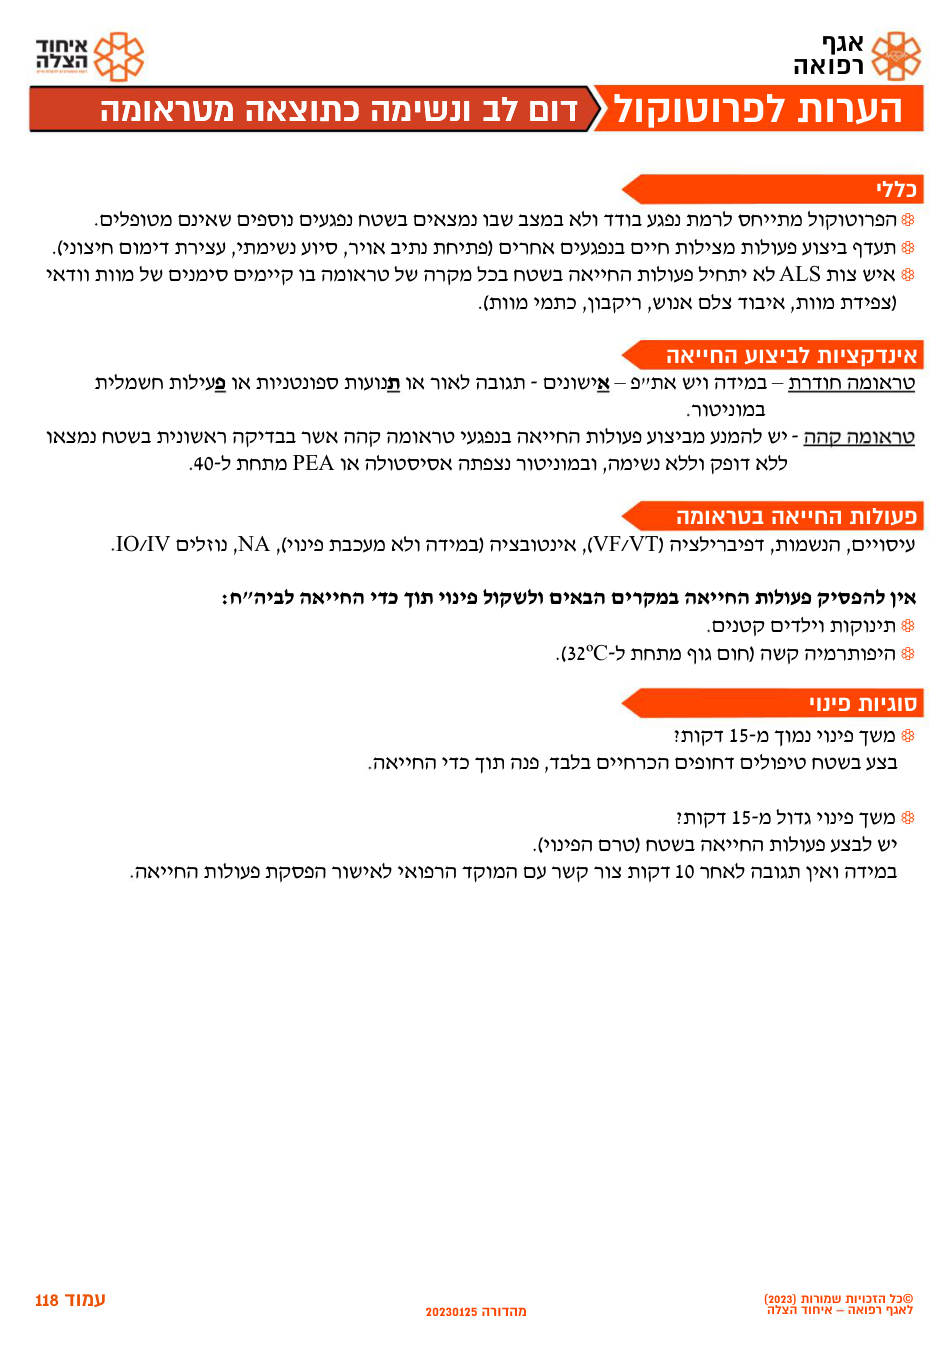 איחוד
הצלה
אגף
רפואה
הערות לפרוטוקול
דום לב ונשימה כתוצאה מטראומה
כללי
הפרוטוקול מתייחס לרמת נפגע בודד ולא במצב שבו נמצאים בשטח נפגעים נוספים שאינם מטופלים.
תעדף ביצוע פעולות מצילות חיים בנפגעים אחרים (פתיחת נתיב אויר, סיוע נשימתי, עצירת דימום חיצוני).
איש צות ALS לא יתחיל פעולות החייאה בשטח בכל מקרה של טראומה בו קיימים סימנים של מוות וודאי
(צפידת מוות, איבוד צלם אנוש, ריקבון, כתמי מוות).
אינדקציות לביצוע החייאה
טראומה חודרת – במידה ויש את״פ – אישונים - תגובה לאור או תנועות ספונטניות או פעילות חשמלית
במוניטור.
טראומה קהה - יש להמנע מביצוע פעולות החייאה בנפגעי טראומה קהה אשר בבדיקה ראשונית בשטח נמצאו
ללא דופק וללא נשימה, ובמוניטור נצפתה אסיסטולה או PEA מתחת ל-40.
פעולות החייאה בטראומה
עיסויים, הנשמות, דפיברילציה (VF/VT), אינטובציה (במידה ולא מעכבת פינוי), NA, נוזלים IO/IV.
אין להפסיק פעולות החייאה במקרים הבאים ולשקול פינוי תוך כדי החייאה לביה״ח:
תינוקות וילדים קטנים.
היפותרמיה קשה (חום גוף מתחת ל-32ºC).
סוגיות פינוי
משך פינוי נמוך מ-15 דקות?
בצע בשטח טיפולים דחופים הכרחיים בלבד, פנה תוך כדי החייאה.
משך פינוי גדול מ-15 דקות?
יש לבצע פעולות החייאה בשטח (טרם הפינוי).
במידה ואין תגובה לאחר 10 דקות צור קשר עם המוקד הרפואי לאישור הפסקת פעולות החייאה.
©כל הזכויות שמורות (2023)
לאגף רפואה – איחוד הצלה
מהדורה 20230125
עמוד 118